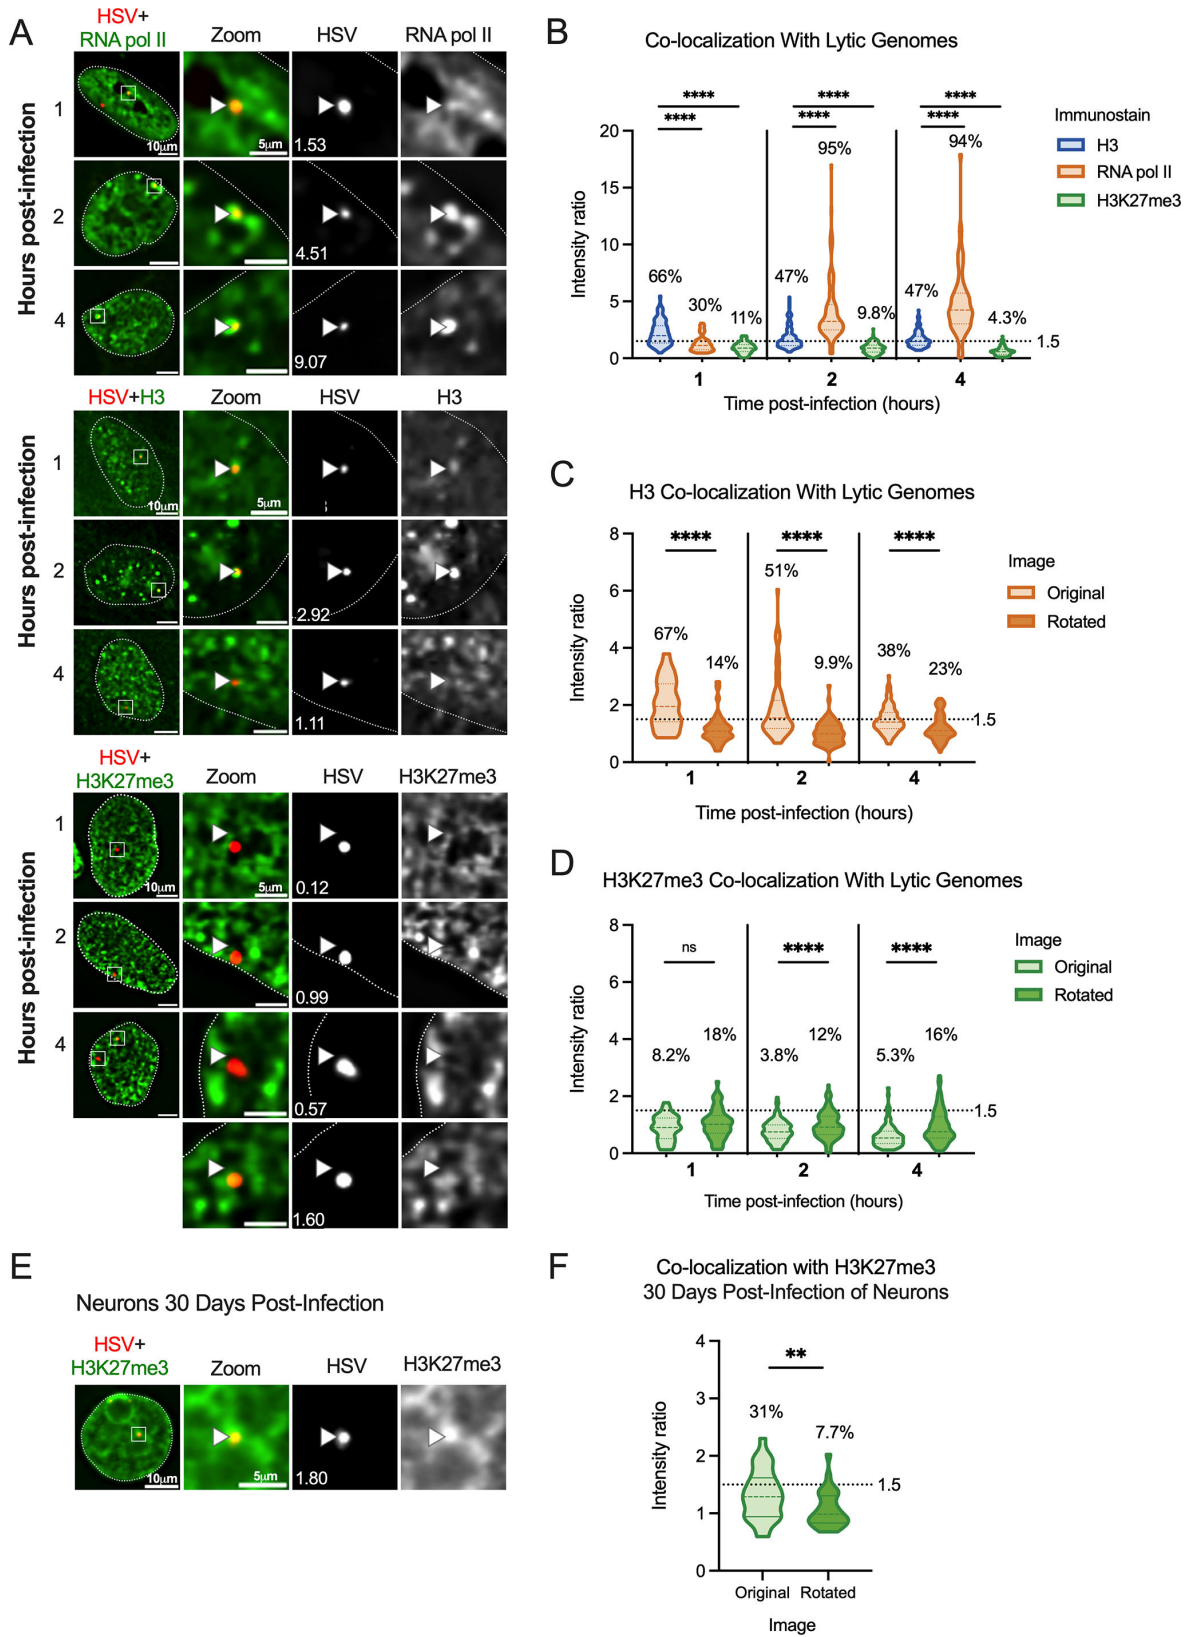 A
HSV+
RNA pol II
Zoom
HSV
RNA pol II
Hours post-infection
1
10µm
5µm
1.53
2
4.51
4
9.07
HSV+H3
Zoom
HSV
H3
Hours post-infection
1
10µm
5µm
2
2.92
4
1.11
HSV+
H3K27me3
Zoom
HSV
H3K27me3
Hours post-infection
1
10µm
5µm
0.12
2
0.99
4
0.57
1.60
B
Co-localization With Lytic Genomes
**** **** ****
**** **** ****
Immunostain
H3
RNA pol II
H3K27me3
Intensity ratio
20
15
10
5
0
66%
30%
11%
47%
95%
9.8%
47%
94%
4.3%
1.5
1 2 4
Time post-infection (hours)
C
H3 Co-localization With Lytic Genomes
**** **** ****
Image
Original
Rotated
Intensity ratio
8
6
4
2
0
67%
14%
51%
9.9%
38%
23%
1.5
1 2 4
Time post-infection (hours)
D
H3K27me3 Co-localization With Lytic Genomes
ns **** ****
Image
Original
Rotated
Intensity ratio
8
6
4
2
0
8.2%
18%
3.8%
12%
5.3%
16%
1.5
1 2 4
Time post-infection (hours)
E
Neurons 30 Days Post-Infection
HSV+
H3K27me3
Zoom
HSV
H3K27me3
10µm
5µm
1.80
F
Co-localization with H3K27me3
30 Days Post-Infection of Neurons
**
Intensity ratio
4
3
2
1
0
31%
7.7%
1.5
Original Rotated
Image